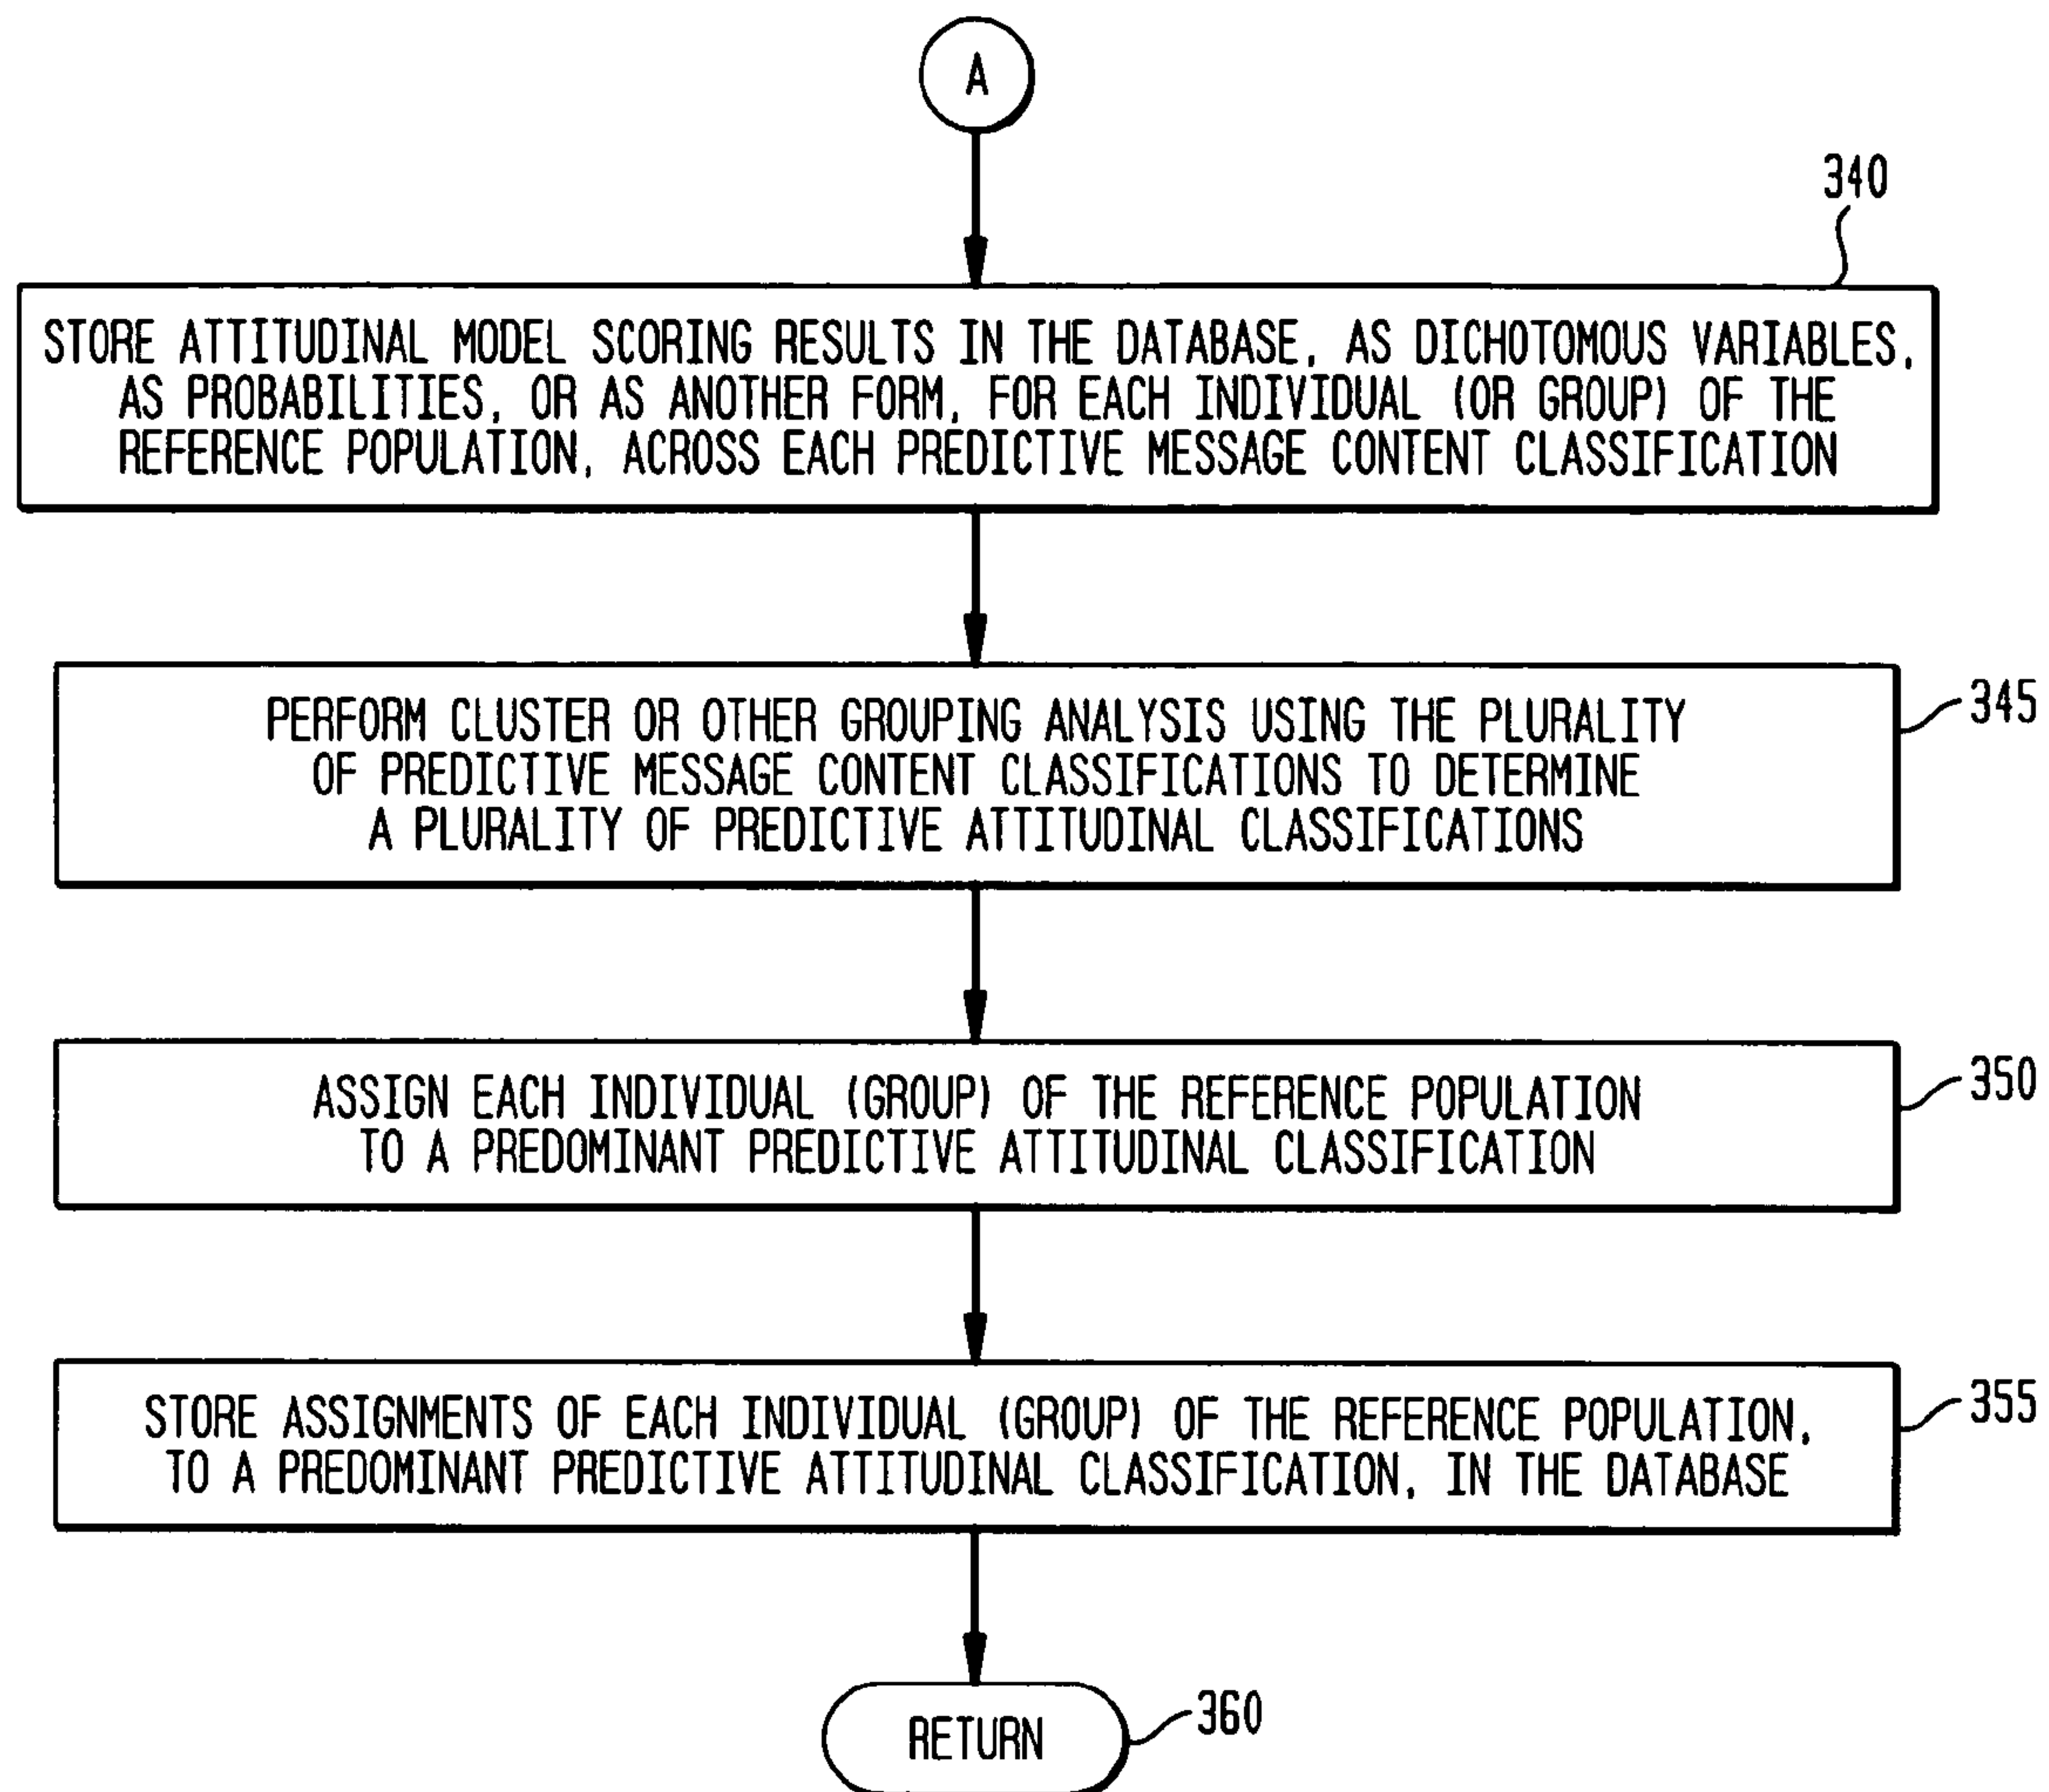 A
340
STORE ATTITUDINAL MODEL SCORING RESULTS IN THE DATABASE, AS DICHOTOMOUS VARIABLES,
AS PROBABILITIES, OR AS ANOTHER FORM, FOR EACH INDIVIDUAL (OR GROUP) OF THE
REFERENCE POPULATION, ACROSS EACH PREDICTIVE MESSAGE CONTENT CLASSIFICATION
PERFORM CLUSTER OR OTHER GROUPING ANALYSIS USING THE PLURALITY
OF PREDICTIVE MESSAGE CONTENT CLASSIFICATIONS TO DETERMINE
A PLURALITY OF PREDICTIVE ATTITUDINAL CLASSIFICATIONS
345
ASSIGN EACH INDIVIDUAL (GROUP) OF THE REFERENCE POPULATION
TO A PREDOMINANT PREDICTIVE ATTITUDINAL CLASSIFICATION
350
STORE ASSIGNMENTS OF EACH INDIVIDUAL (GROUP) OF THE REFERENCE POPULATION,
TO A PREDOMINANT PREDICTIVE ATTITUDINAL CLASSIFICATION, IN THE DATABASE
355
RETURN
360